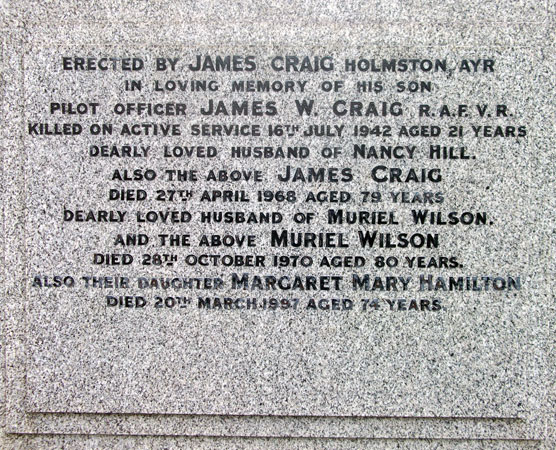 ERECTED BY JAMES CRAIG HOLMSTON, AYR
IN LOVING MEMORY OF HIS SON
PILOT OFFICER JAMES W. CRAIG R.A.F.V.R.
KILLED ON ACTIVE SERVICE 16TH JULY 1942 AGED 21 YEARS
DEARLY LOVED HUSBAND OF NANCY HILL.
ALSO THE ABOVE JAMES CRAIG
DIED 27TH APRIL 1968 AGED 79 YEARS
DEARLY LOVED HUSBAND OF MURIEL WILSON.
AND THE ABOVE MURIEL WILSON
DIED 28TH OCTOBER 1970 AGED 80 YEARS.
ALSO THEIR DAUGHTER MARGARET MARY HAMILTON
DIED 20TH MARCH 1997 AGED 74 YEARS.